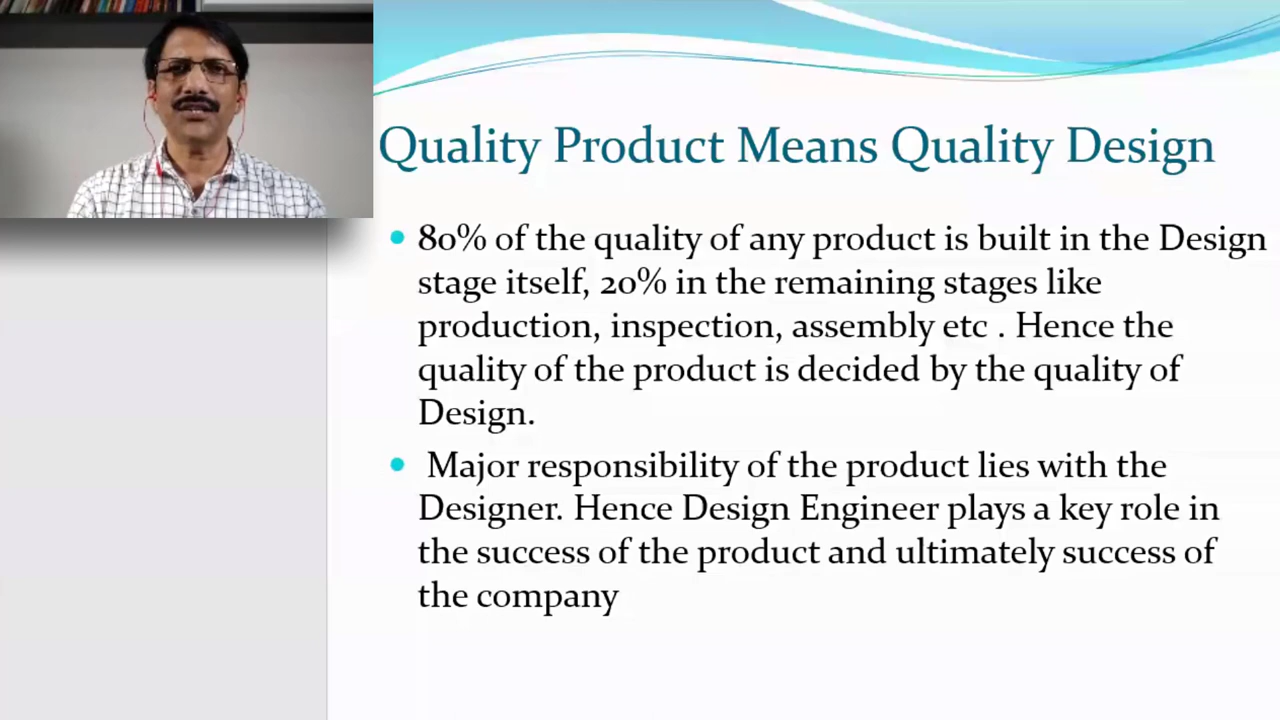 Quality Product Means Quality Design
80% of the quality of any product is built in the Design
stage itself, 20% in the remaining stages like
production, inspection, assembly etc . Hence the
quality of the product is decided by the quality of
Design.
Major responsibility of the product lies with the
Designer. Hence Design Engineer plays a key role in
the success of the product and ultimately success of
the company